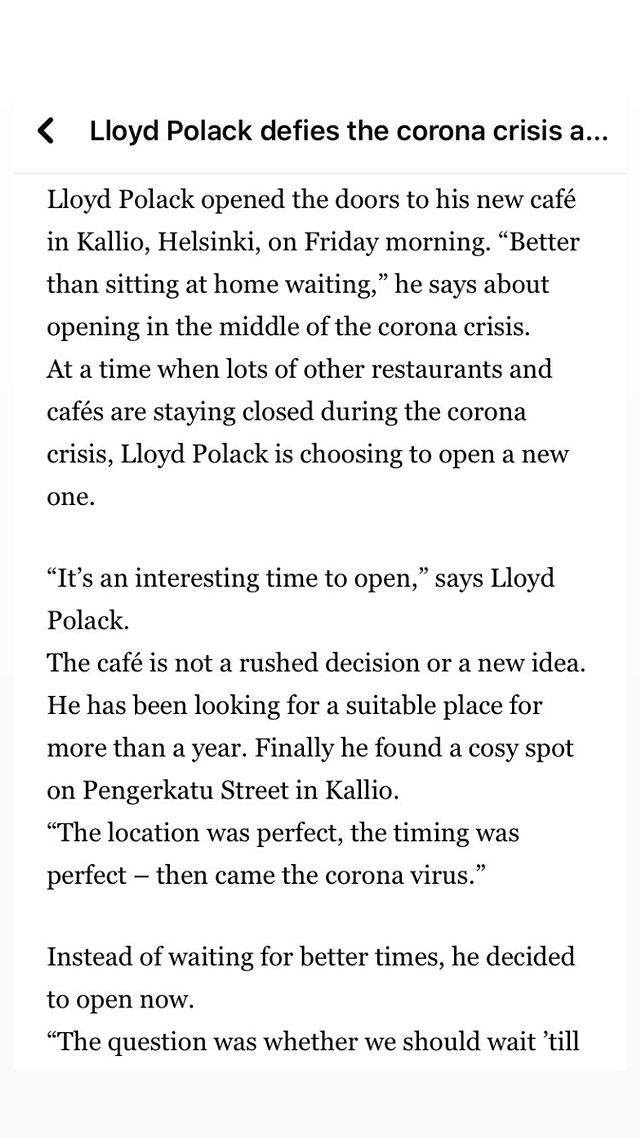 Lloyd Polack defies the corona crisis a...
Lloyd Polack opened the doors to his new café
in Kallio, Helsinki, on Friday morning. “Better
than sitting at home waiting,” he says about
opening in the middle of the corona crisis.
At a time when lots of other restaurants and
cafés are staying closed during the corona
crisis, Lloyd Polack is choosing to open a new
one.
“It’s an interesting time to open,” says Lloyd
Polack.
The café is not a rushed decision or a new idea.
He has been looking for a suitable place for
more than a year. Finally he found a cosy spot
on Pengerkatu Street in Kallio.
“The location was perfect, the timing was
perfect – then came the corona virus.”
Instead of waiting for better times, he decided
to open now.
“The question was whether we should wait ’till